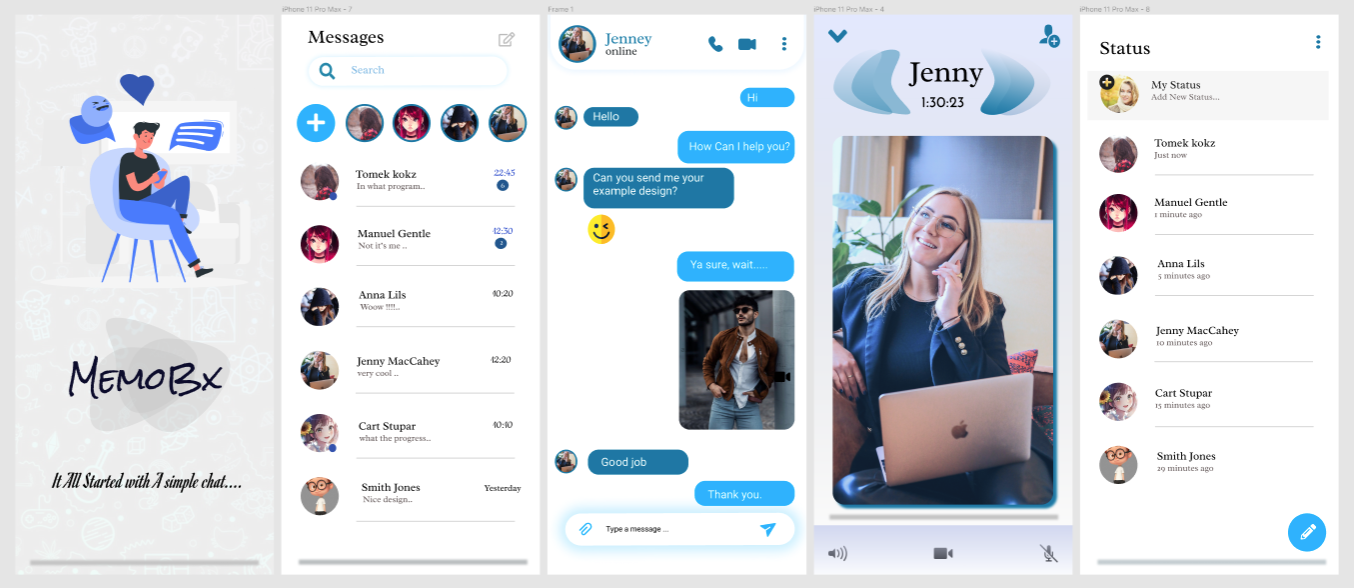 iPhone 11 Pro Max - 7
Frame 1
iPhone 11 Pro Max - 4
iPhone 11 Pro Max - 8
MemoBx
It All Started with A simple chat....
Messages
Search
Tomek kokz
22:45
In what program..
6
Manuel Gentle
12:30
Not it's me ..
2
Anna Lils
10:20
Woow !!!!..
Jenny MacCahey
12:20
very cool ..
Cart Stupar
10:10
what the progress..
Smith Jones
Yesterday
Nice design..
Jenney
online
Hi
Hello
How Can I help you?
Can you send me your
example design?
Ya sure, wait.....
Good job
Thank you.
Type a message ...
Jenny
1:30:23
Status
My Status
Add New Status...
Tomek kokz
Just now
Manuel Gentle
1 minute ago
Anna Lils
5 minutes ago
Jenny MacCahey
10 minutes ago
Cart Stupar
15 minutes ago
Smith Jones
29 minutes ago